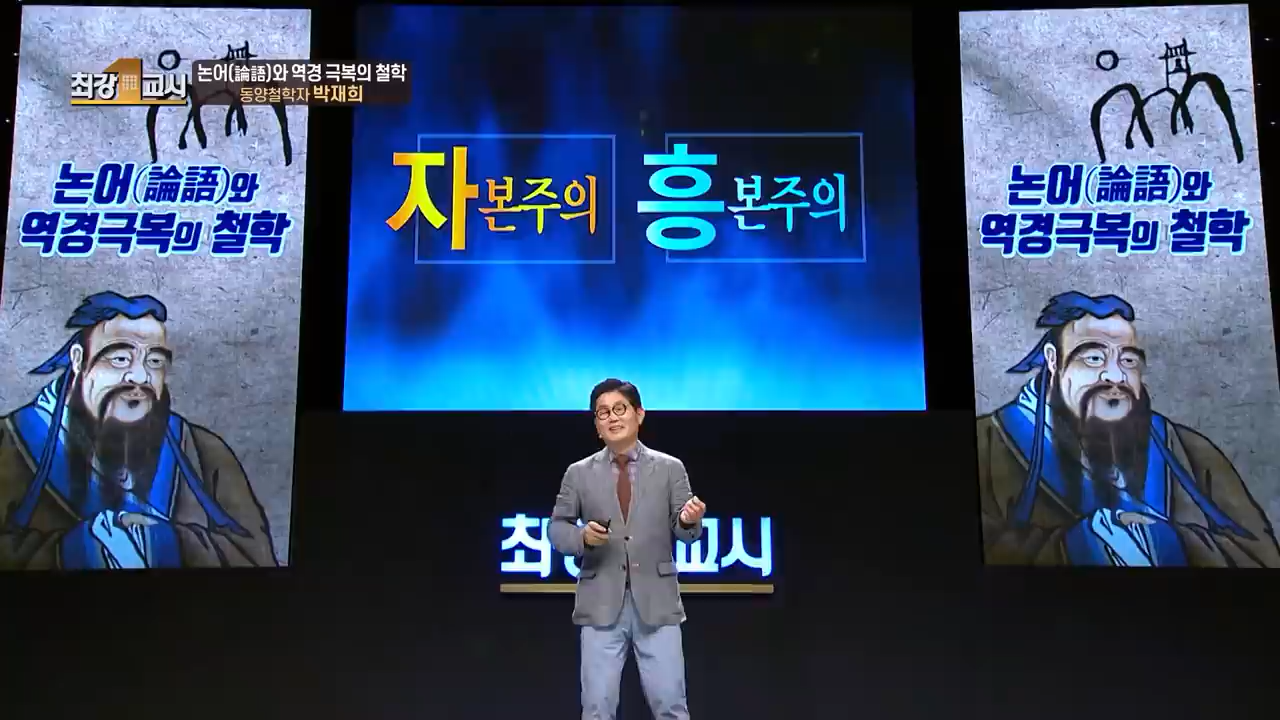 최강1교시
논어(論語)와 역경 극복의 철학
동양철학자 박재희
논어(論語)와
역경극복의 철학
자본주의
흥본주의
논어(論語)와
역경극복의 철학
최 교시